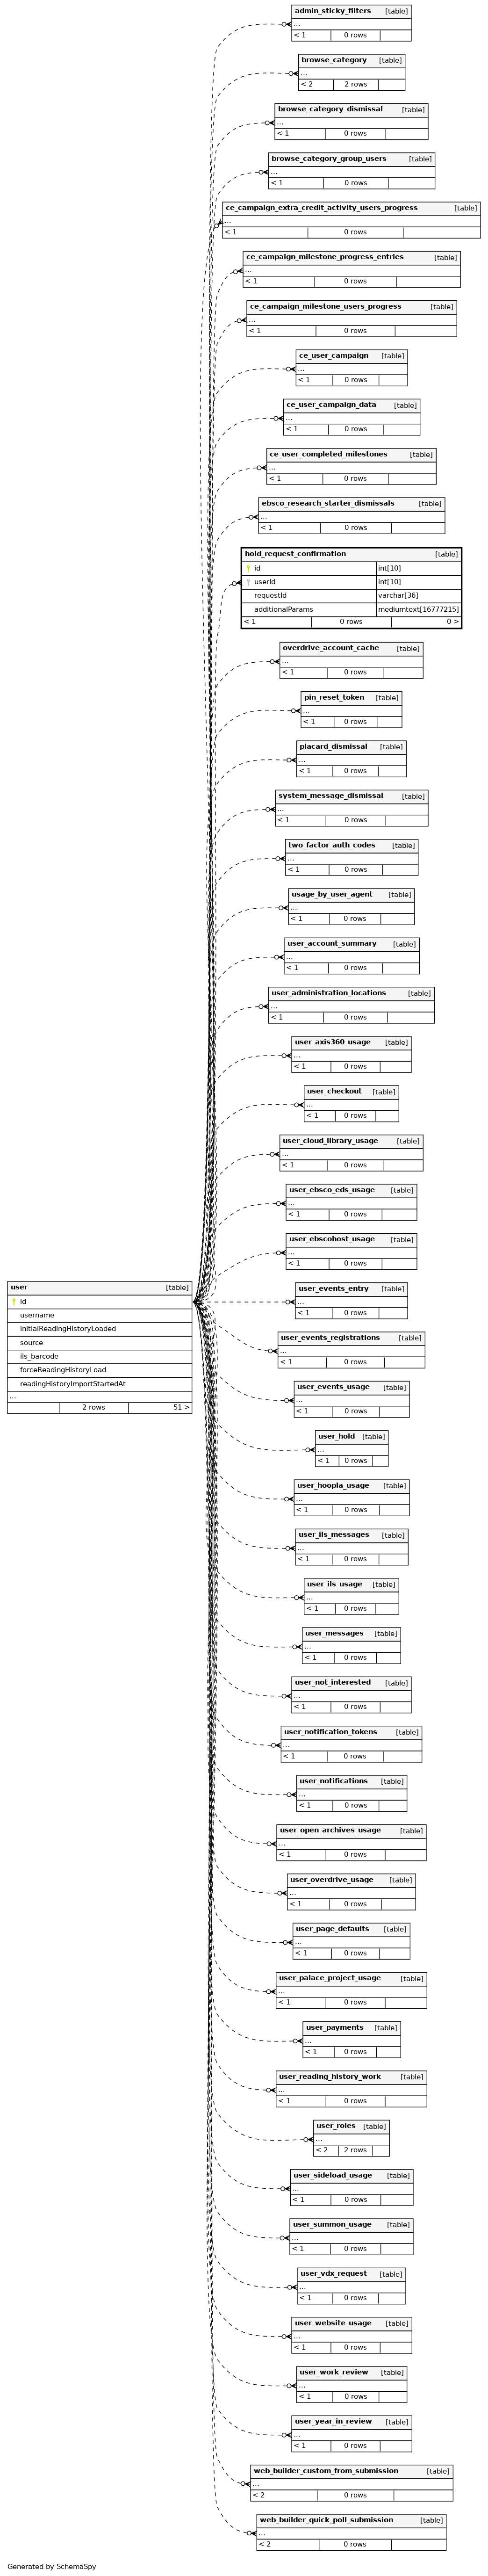 admin_sticky_filters [table]
...
< 1 0 rows
browse_category [table]
...
< 2 2 rows
browse_category_dismissal [table]
...
< 1 0 rows
browse_category_group_users [table]
...
< 1 0 rows
ce_campaign_extra_credit_activity_users_progress [table]
...
< 1 0 rows
ce_campaign_milestone_progress_entries [table]
...
< 1 0 rows
ce_campaign_milestone_users_progress [table]
...
< 1 0 rows
ce_user_campaign [table]
...
< 1 0 rows
ce_user_campaign_data [table]
...
< 1 0 rows
ce_user_completed_milestones [table]
...
< 1 0 rows
ebsco_research_starter_dismissals [table]
...
< 1 0 rows
hold_request_confirmation [table]
id int[10]
userId int[10]
requestId varchar[36]
additionalParams mediumtext[16777215]
< 1 0 rows 0 >
overdrive_account_cache [table]
...
< 1 0 rows
pin_reset_token [table]
...
< 1 0 rows
placard_dismissal [table]
...
< 1 0 rows
system_message_dismissal [table]
...
< 1 0 rows
two_factor_auth_codes [table]
...
< 1 0 rows
usage_by_user_agent [table]
...
< 1 0 rows
user_account_summary [table]
...
< 1 0 rows
user_administration_locations [table]
...
< 1 0 rows
user_axis360_usage [table]
...
< 1 0 rows
user_checkout [table]
...
< 1 0 rows
user_cloud_library_usage [table]
...
< 1 0 rows
user_ebsco_eds_usage [table]
...
< 1 0 rows
user_ebscohost_usage [table]
...
< 1 0 rows
user [table]
id
username
initialReadingHistoryLoaded
source
ils_barcode
forceReadingHistoryLoad
readingHistoryImportStartedAt
...
2 rows 51 >
user_events_entry [table]
...
< 1 0 rows
user_events_registrations [table]
...
< 1 0 rows
user_events_usage [table]
...
< 1 0 rows
user_hold [table]
...
< 1 0 rows
user_hoopla_usage [table]
...
< 1 0 rows
user_ils_messages [table]
...
< 1 0 rows
user_ils_usage [table]
...
< 1 0 rows
user_messages [table]
...
< 1 0 rows
user_not_interested [table]
...
< 1 0 rows
user_notification_tokens [table]
...
< 1 0 rows
user_notifications [table]
...
< 1 0 rows
user_open_archives_usage [table]
...
< 1 0 rows
user_overdrive_usage [table]
...
< 1 0 rows
user_page_defaults [table]
...
< 1 0 rows
user_palace_project_usage [table]
...
< 1 0 rows
user_payments [table]
...
< 1 0 rows
user_reading_history_work [table]
...
< 1 0 rows
user_roles [table]
...
< 2 2 rows
user_sideload_usage [table]
...
< 1 0 rows
user_summon_usage [table]
...
< 1 0 rows
user_vdx_request [table]
...
< 1 0 rows
user_website_usage [table]
...
< 1 0 rows
user_work_review [table]
...
< 1 0 rows
user_year_in_review [table]
...
< 1 0 rows
web_builder_custom_from_submission [table]
...
< 2 0 rows
web_builder_quick_poll_submission [table]
...
< 2 0 rows
Generated by SchemaSpy